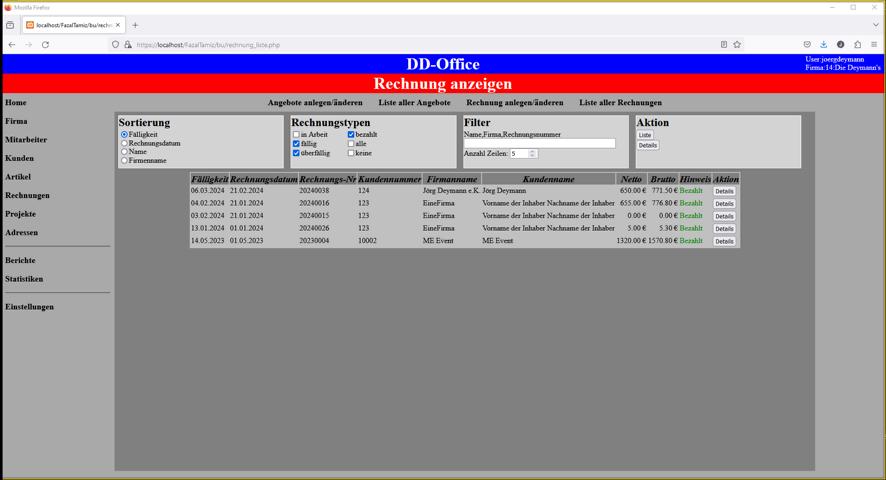 Mozilla Firefox
localhost/FazalTamiz/bu/rechn
https://localhost/FazalTamiz/bu/rechnung_liste.php
DD-Office
User:joergdeymann
Firma:14:Die Deymann's
Rechnung anzeigen
Home
Angebote anlegen/änderen
Liste aller Angebote
Rechnung anlegen/änderen
Liste aller Rechnungen
Firma
Mitarbeiter
Kunden
Artikel
Rechnungen
Projekte
Adressen
Berichte
Statistiken
Einstellungen
Sortierung
Fälligkeit
Rechnungsdatum
Name
Firmenname
Rechnungstypen
in Arbeit bezahlt
fällig alle
überfällig keine
Filter
Name,Firma,Rechnungsnummer
Anzahl Zeilen: 5
Aktion
Liste
Details
Fälligkeit Rechnungsdatum Rechnungs-Nr Kundennummer Firmanname Kundenname Netto Brutto Hinweis Aktion
06.03.2024 21.02.2024 20240038 124 Jörg Deymann e.K. Jörg Deymann 650.00 € 771.50 € Bezahlt Details
04.02.2024 21.01.2024 20240016 123 EineFirma Vorname der Inhaber Nachname der Inhaber 655.00 € 776.80 € Bezahlt Details
03.02.2024 21.01.2024 20240015 123 EineFirma Vorname der Inhaber Nachname der Inhaber 0.00 € 0.00 € Bezahlt Details
13.01.2024 01.01.2024 20240026 123 EineFirma Vorname der Inhaber Nachname der Inhaber 5.00 € 5.30 € Bezahlt Details
14.05.2023 01.05.2023 20230004 10002 ME Event ME Event 1320.00 € 1570.80 € Bezahlt Details